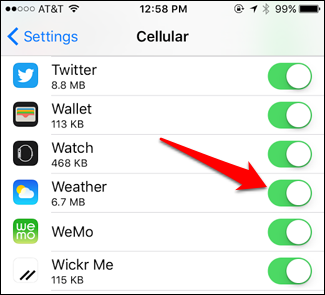 AT&T 12:58 PM 99%
Settings Cellular
Twitter
8.8 MB
Wallet
113 KB
Watch
468 KB
Weather
6.7 MB
wemo
WeMo
Wickr Me
115 KB